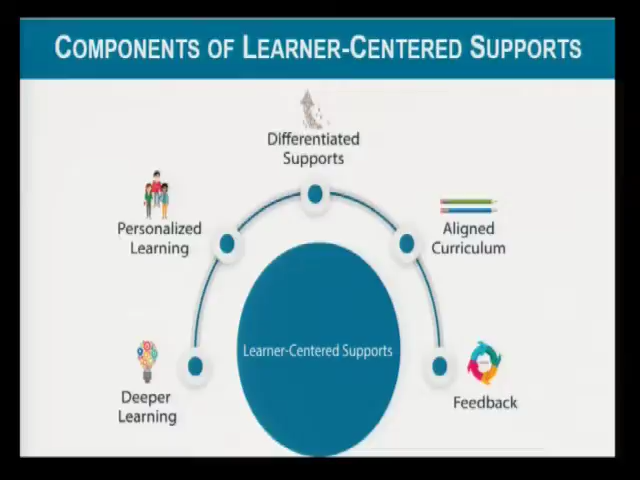 COMPONENTS OF LEARNER-CENTERED SUPPORTS
Differentiated
Supports
Personalized
Learning
Aligned
Curriculum
Learner-Centered Supports
Deeper
Learning
Feedback